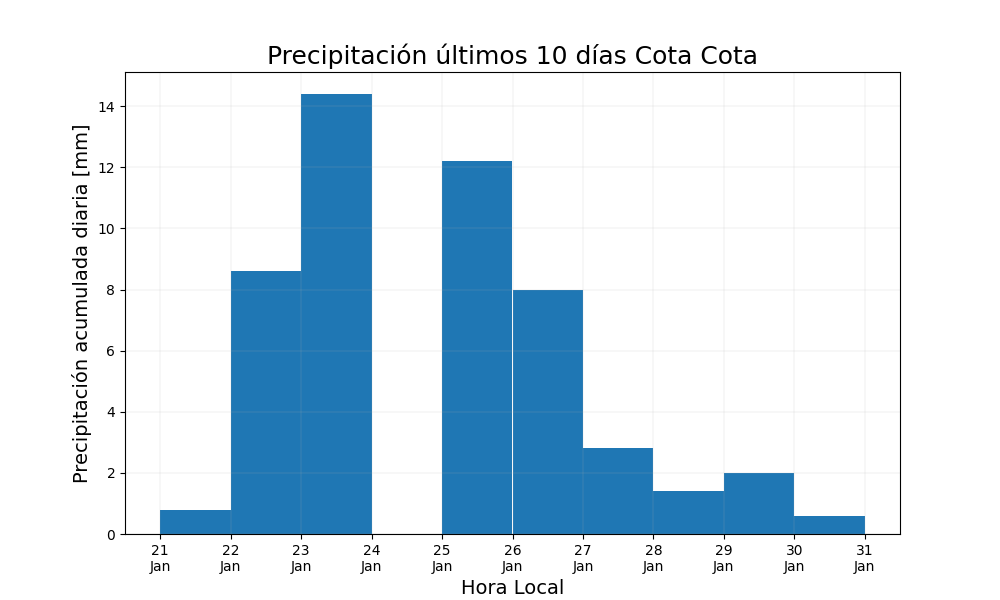 Precipitación últimos 10 días Cota Cota
Precipitación acumulada diaria [mm]
14
12
10
8
6
4
2
0
21 22 23 24 25 26 27 28 29 30 31
Jan Jan Jan Jan Jan Jan Jan Jan Jan Jan Jan
Hora Local